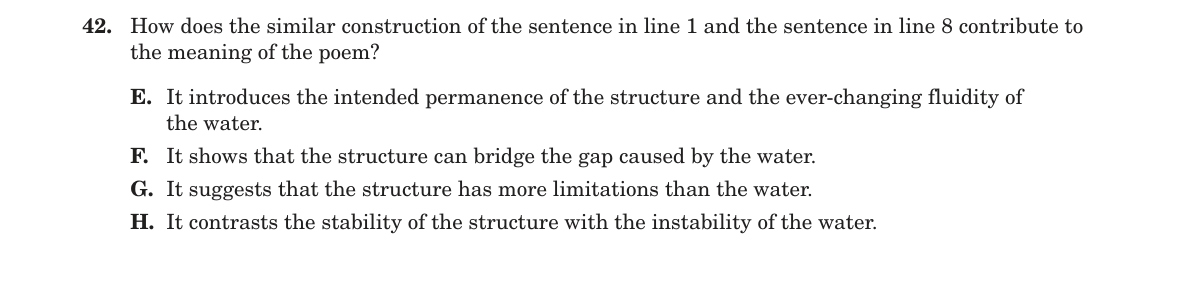 42. How does the similar construction of the sentence in line 1 and the sentence in line 8 contribute to
the meaning of the poem?
E. It introduces the intended permanence of the structure and the ever-changing fluidity of
the water.
F. It shows that the structure can bridge the gap caused by the water.
G. It suggests that the structure has more limitations than the water.
H. It contrasts the stability of the structure with the instability of the water.